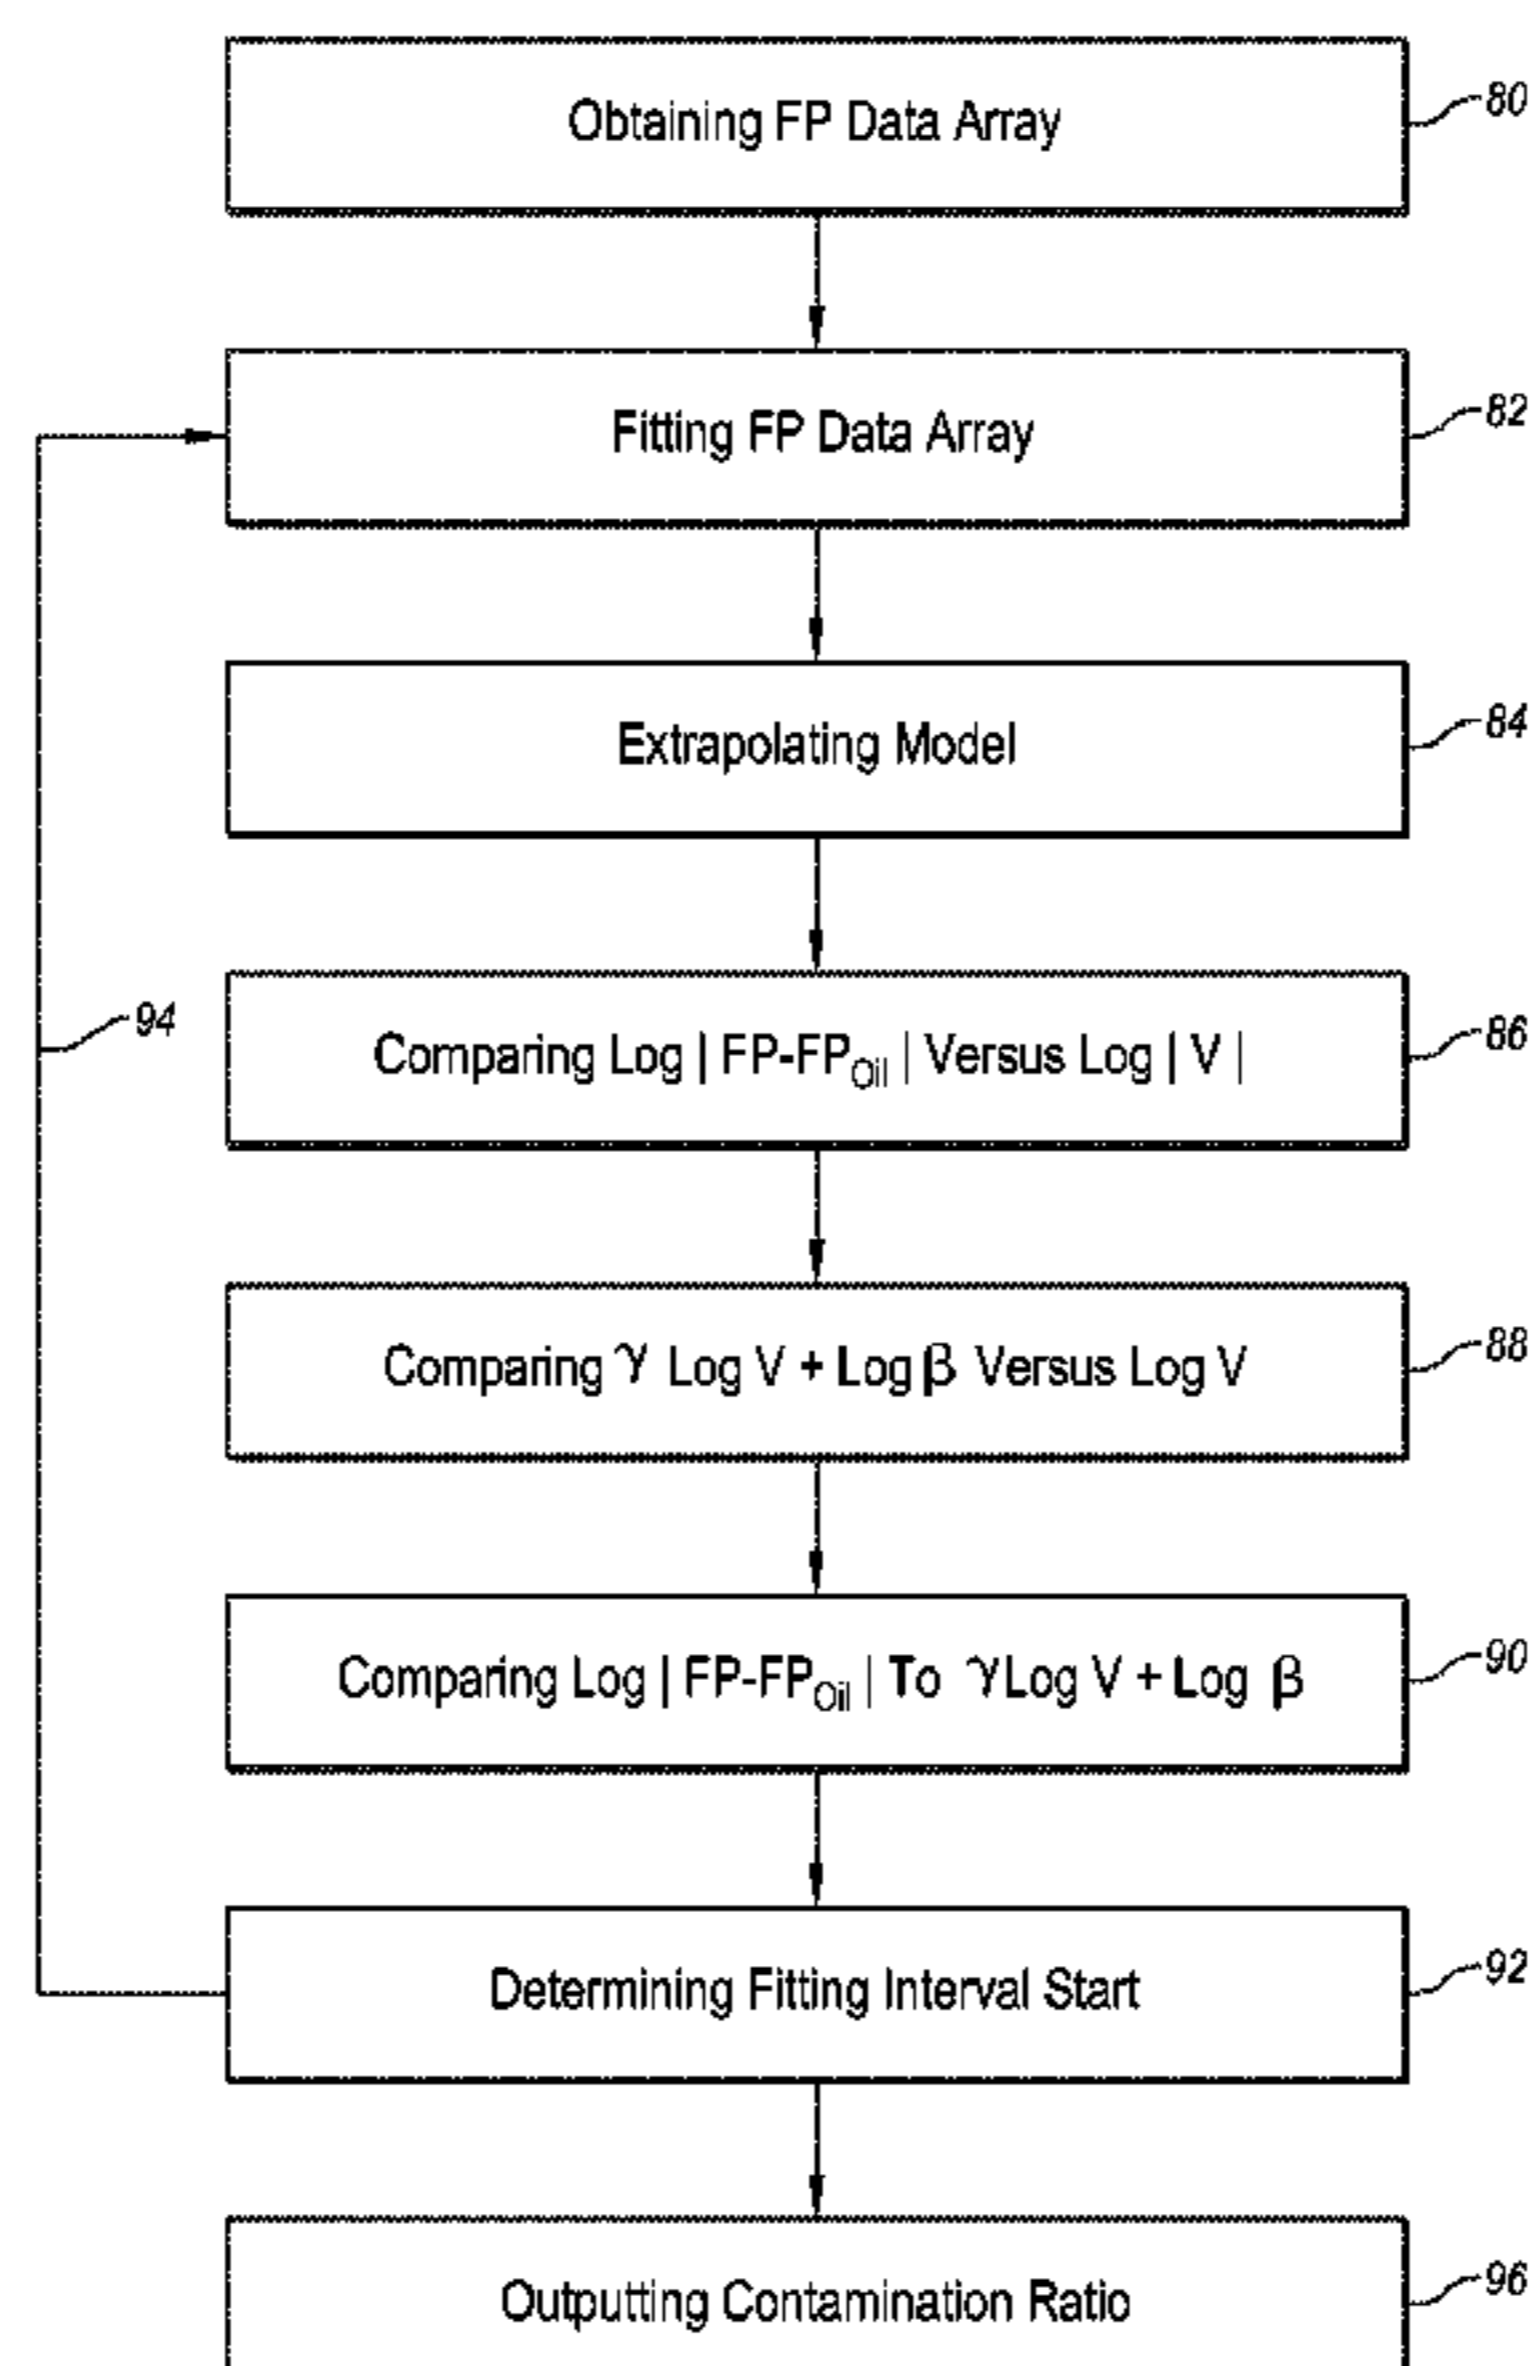 Obtaining FP Data Array
80
Fitting FP Data Array
82
Extrapolating Model
84
94
Comparing Log | FP-FPOil | Versus Log | V |
86
Comparing γ Log V + Log β Versus Log V
88
Comparing Log | FP-FPOil | To γ Log V + Log β
90
Determining Fitting Interval Start
92
Outputting Contamination Ratio
96